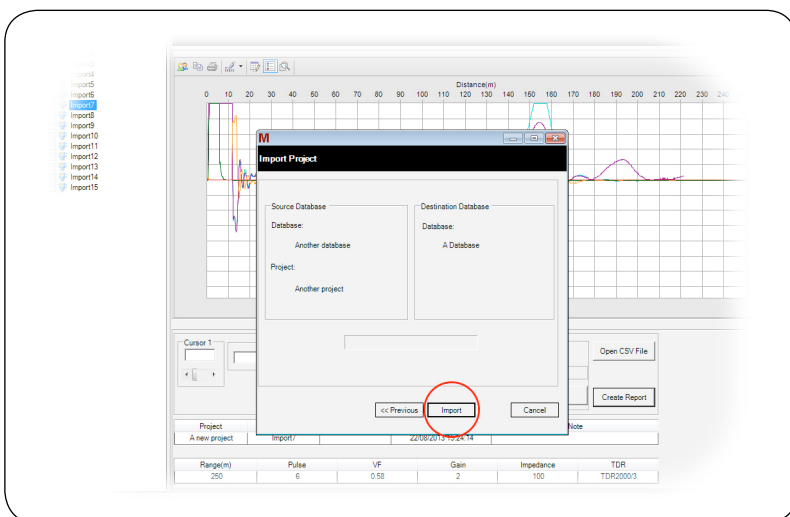 Import4
Import5
Import6
Import7
Import8
Import9
Import10
Import11
Import12
Import13
Import14
Import15
Distance(m)
0 10 20 30 40 50 60 70 80 90 100 110 120 130 140 150 160 170 180 190 200 210 220 230 240
M
Import Project
Source Database
Destination Database
Database:
Database:
Another database
A Database
Project:
Another project
Cursor 1
Open CSV File
Create Report
<< Previous
Import
Cancel
Project
Note
A new project
Import7
22/08/2013 15:24:14
Range(m) Pulse VF Gain Impedance TDR
250 6 0.58 2 100 TDR2000/3